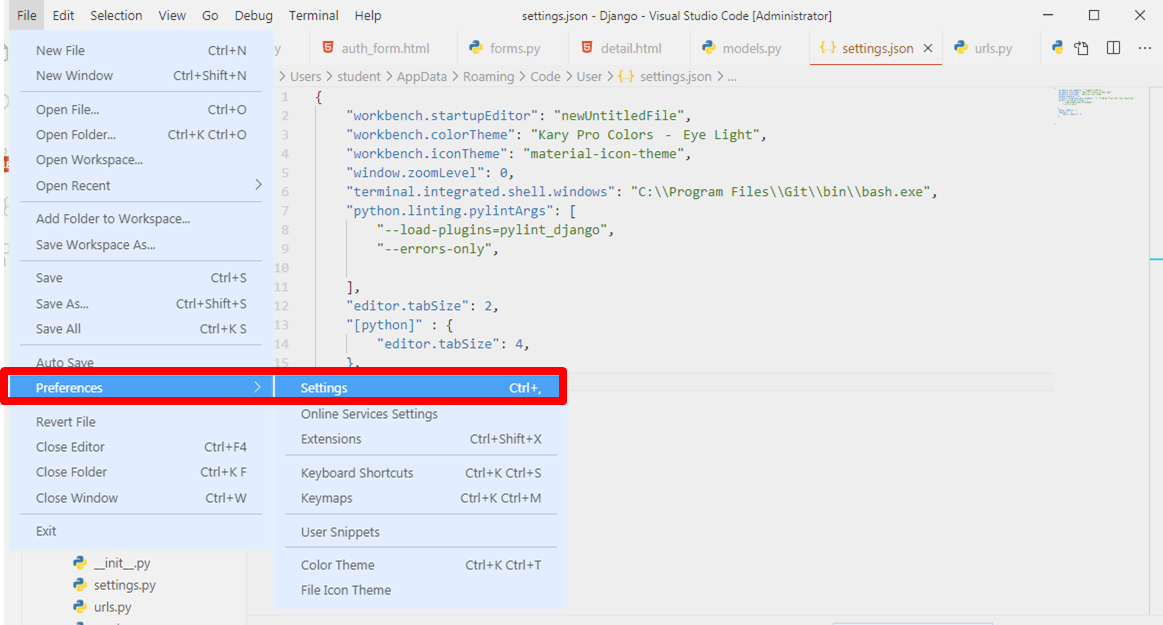 File Edit Selection View Go Debug Terminal Help settings.json - Django - Visual Studio Code [Administrator]
auth_form.html forms.py detail.html models.py {} settings.json × urls.py ...
> Users > student > AppData > Roaming > Code > User > {} settings.json > ...
New File Ctrl+N
New Window Ctrl+Shift+N
Open File... Ctrl+O
Open Folder... Ctrl+K Ctrl+O
Open Workspace...
Open Recent >
Add Folder to Workspace...
Save Workspace As...
Save Ctrl+S
Save As... Ctrl+Shift+S
Save All Ctrl+K S
Auto Save
Preferences >
Revert File
Close Editor Ctrl+F4
Close Folder Ctrl+K F
Close Window Ctrl+W
Exit
Settings Ctrl+,
Online Services Settings
Extensions Ctrl+Shift+X
Keyboard Shortcuts Ctrl+K Ctrl+S
Keymaps Ctrl+K Ctrl+M
User Snippets
Color Theme Ctrl+K Ctrl+T
File Icon Theme
1 {
2 "workbench.startupEditor": "newUntitledFile",
3 "workbench.colorTheme": "Kary Pro Colors - Eye Light",
4 "workbench.iconTheme": "material-icon-theme",
5 "window.zoomLevel": 0,
6 "terminal.integrated.shell.windows": "C:\\Program Files\\Git\\bin\\bash.exe",
7 "python.linting.pylintArgs": [
8 "--load-plugins=pylint_django",
9 "--errors-only",
10
11 ],
12 "editor.tabSize": 2,
13 "[python]" : {
14 "editor.tabSize": 4,
15 },
__init__.py
settings.py
urls.py